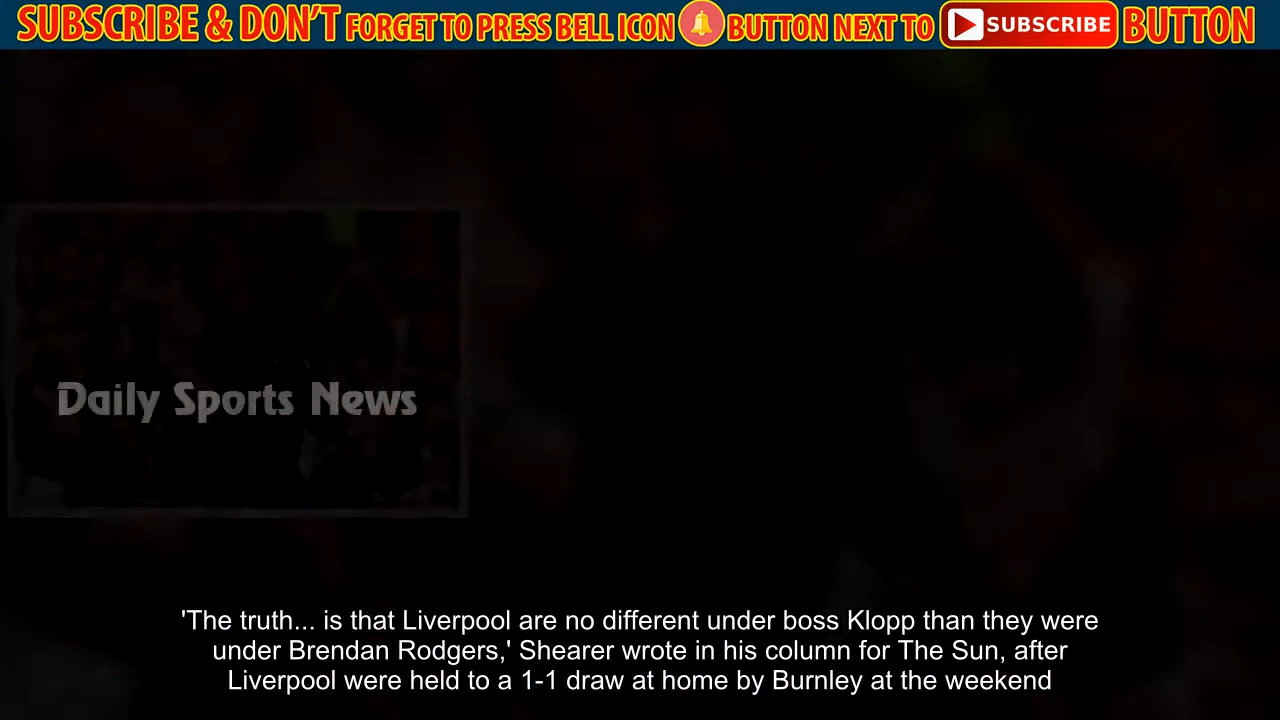 SUBSCRIBE & DON'T FORGET TO PRESS BELL ICON BUTTON NEXT TO SUBSCRIBE BUTTON
Daily Sports News
'The truth... is that Liverpool are no different under boss Klopp than they were
under Brendan Rodgers,' Shearer wrote in his column for The Sun, after
Liverpool were held to a 1-1 draw at home by Burnley at the weekend